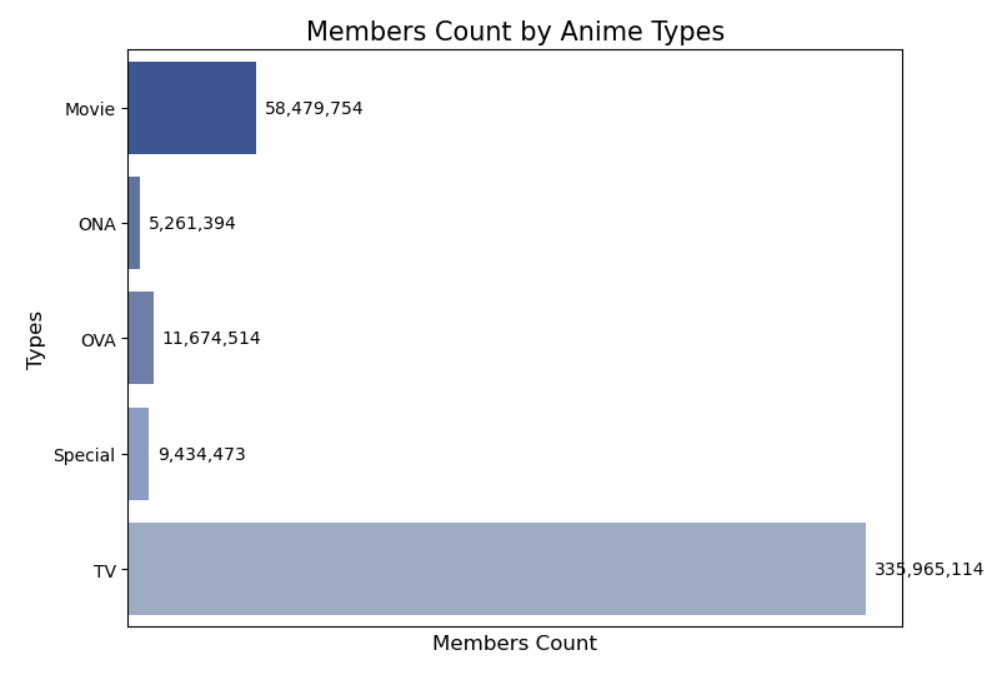 Members Count by Anime Types
Movie
58,479,754
ONA
5,261,394
Types
OVA
11,674,514
Special
9,434,473
TV
335,965,114
Members Count